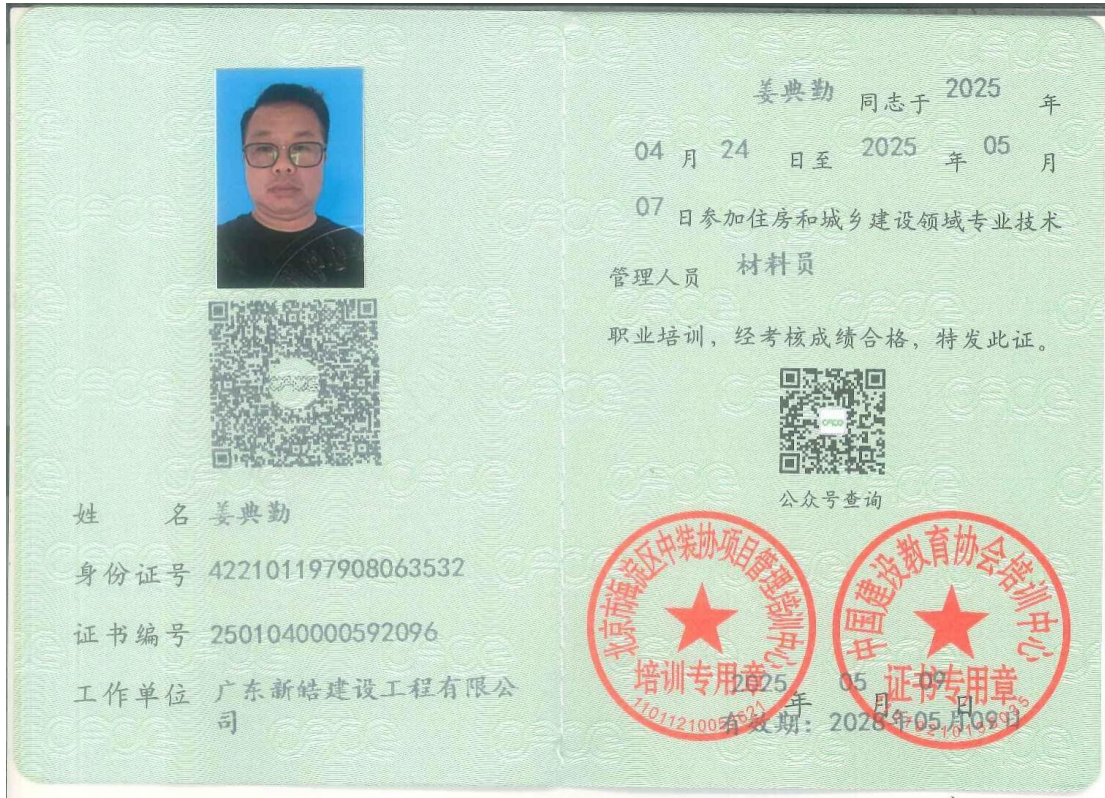 姓 名 姜典勤
身份证号 422101197908063532
证书编号 2501040000592096
工作单位 广东新皓建设工程有限公
司
姜典勤 同志于 2025 年
04 月 24 日至 2025 年 05 月
07 日参加住房和城乡建设领域专业技术
管理人员 材料员
职业培训，经考核成绩合格，特发此证。
公众号查询
北京市海淀区中装协项目管理培训中心
培训专用章
中国建设教育协会培训中心
证书专用章
2025 年 05 月 09 日
有效期：2028年05月09日